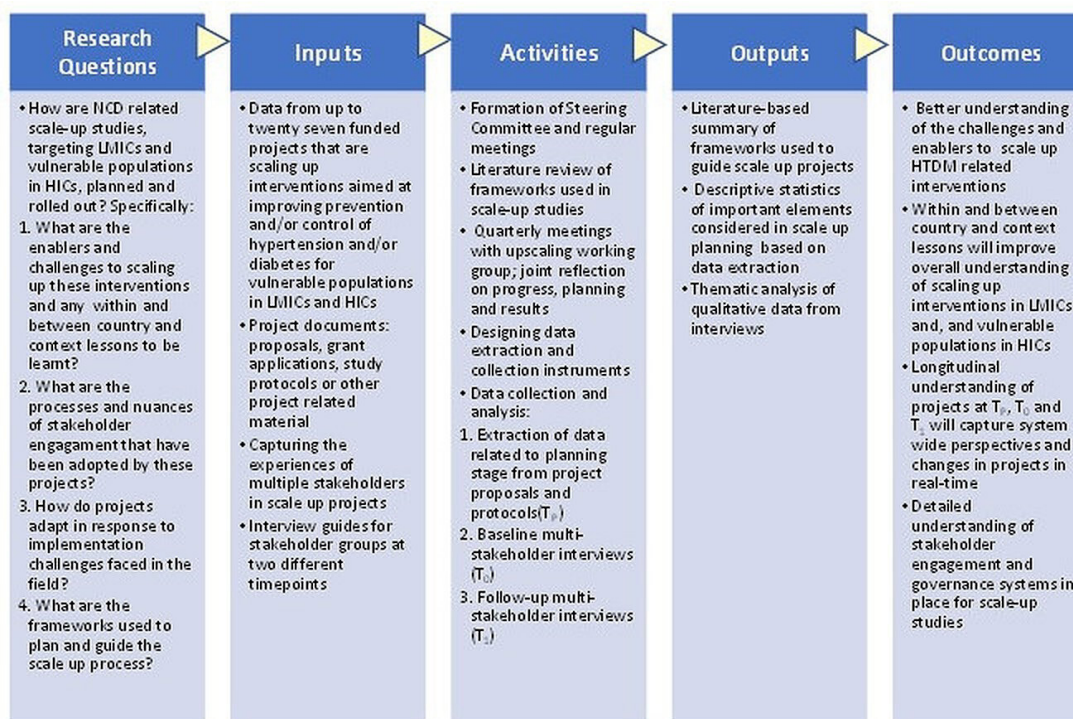 Research
Questions
• How are NCD related
scale-up studies,
targeting LMICs and
vulnerable populations
in HICs, planned and
rolled out? Specifically:
1. What are the
enablers and
challenges to scaling
up these interventions
and any within and
between country and
context lessons to be
learnt?
2. What are the
processes and nuances
of stakeholder
engagament that have
been adopted by these
projects?
3. How do projects
adapt in response to
implementation
challenges faced in the
field?
4. What are the
frameworks used to
plan and guide the
scale up process?
Inputs
• Data from up to
twenty seven funded
projects that are
scaling up
interventions aimed at
improving prevention
and/or control of
hypertension and/or
diabetes for
vulnerable populations
in LMICs and HICs
• Project documents:
proposals, grant
applications, study
protocols or other
project related
material
• Capturing the
experiences of
multiple stakeholders
in scale up projects
• Interview guides for
stakeholder groups at
two different
timepoints
Activities
• Formation of Steering
Committee and regular
meetings
• Literature review of
frameworks used in
scale-up studies
• Quarterly meetings
with upscaling working
group; joint reflection
on progress, planning
and results
• Designing data
extraction and
collection instruments
• Data collection and
analysis:
1. Extraction of data
related to planning
stage from project
proposals and
protocols(Tₚ)
2. Baseline multi-
stakeholder interviews
(T₀)
3. Follow-up multi-
stakeholder interviews
(T₁)
Outputs
• Literature-based
summary of
frameworks used to
guide scale up projects
• Descriptive statistics
of important elements
considered in scale up
planning based on
data extraction
• Thematic analysis of
qualitative data from
interviews
Outcomes
• Better understanding
of the challenges and
enablers to scale up
HTDM related
interventions
• Within and between
country and context
lessons will improve
overall understanding
of scaling up
interventions in LMICs
and, and vulnerable
populations in HICs
• Longitudinal
understanding of
projects at Tₚ, T₀ and
T₁ will capture system
wide perspectives and
changes in projects in
real-time
• Detailed
understanding of
stakeholder
engagement and
governance systems in
place for scale-up
studies